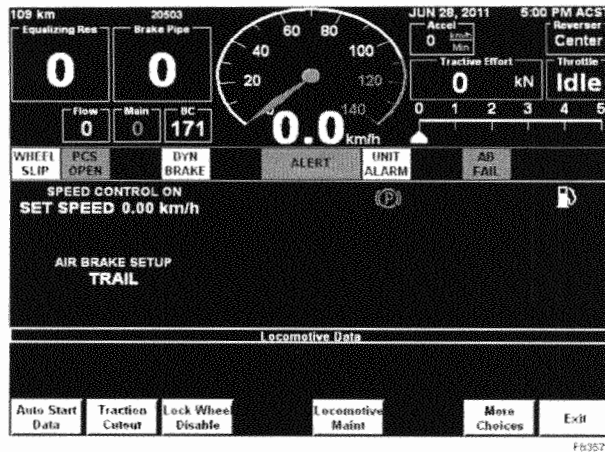 109 km 20503 JUN 28, 2011 5:00 PM ACST
Equalizing Res Brake Pipe Accel Reverser
0 0 0 km/h Min Center
Tractive Effort Throttle
0 kN Idle
20 40 60 80 100 120 140
Flow Main BC
0 0 171
0.0 km/h
0 1 2 3 4 5
WHEEL SLIP PCS OPEN DYN BRAKE ALERT UNIT ALARM AB FAIL
SPEED CONTROL ON
SET SPEED 0.00 km/h
P
AIR BRAKE SETUP
TRAIL
Locomotive Data
Auto Start Data Traction Cutout Lock Wheel Disable Locomotive Maint More Choices Exit